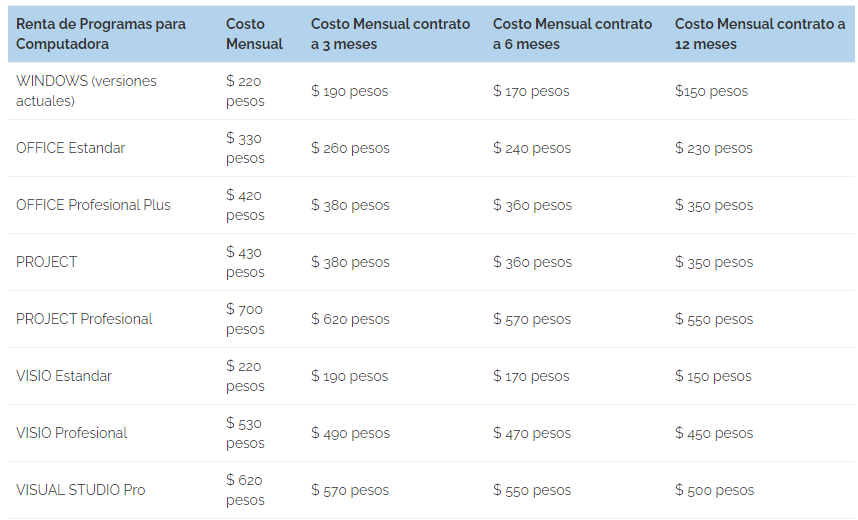 Renta de Programas para Computadora	Costo Mensual	Costo Mensual contrato a 3 meses	Costo Mensual contrato a 6 meses	Costo Mensual contrato a 12 meses
WINDOWS (versiones actuales)	$ 220 pesos	$ 190 pesos	$ 170 pesos	$150 pesos
OFFICE Estandar	$ 330 pesos	$ 260 pesos	$ 240 pesos	$ 230 pesos
OFFICE Profesional Plus	$ 420 pesos	$ 380 pesos	$ 360 pesos	$ 350 pesos
PROJECT	$ 430 pesos	$ 380 pesos	$ 360 pesos	$ 350 pesos
PROJECT Profesional	$ 700 pesos	$ 620 pesos	$ 570 pesos	$ 550 pesos
VISIO Estandar	$ 220 pesos	$ 190 pesos	$ 170 pesos	$ 150 pesos
VISIO Profesional	$ 530 pesos	$ 490 pesos	$ 470 pesos	$ 450 pesos
VISUAL STUDIO Pro	$ 620 pesos	$ 570 pesos	$ 550 pesos	$ 500 pesos